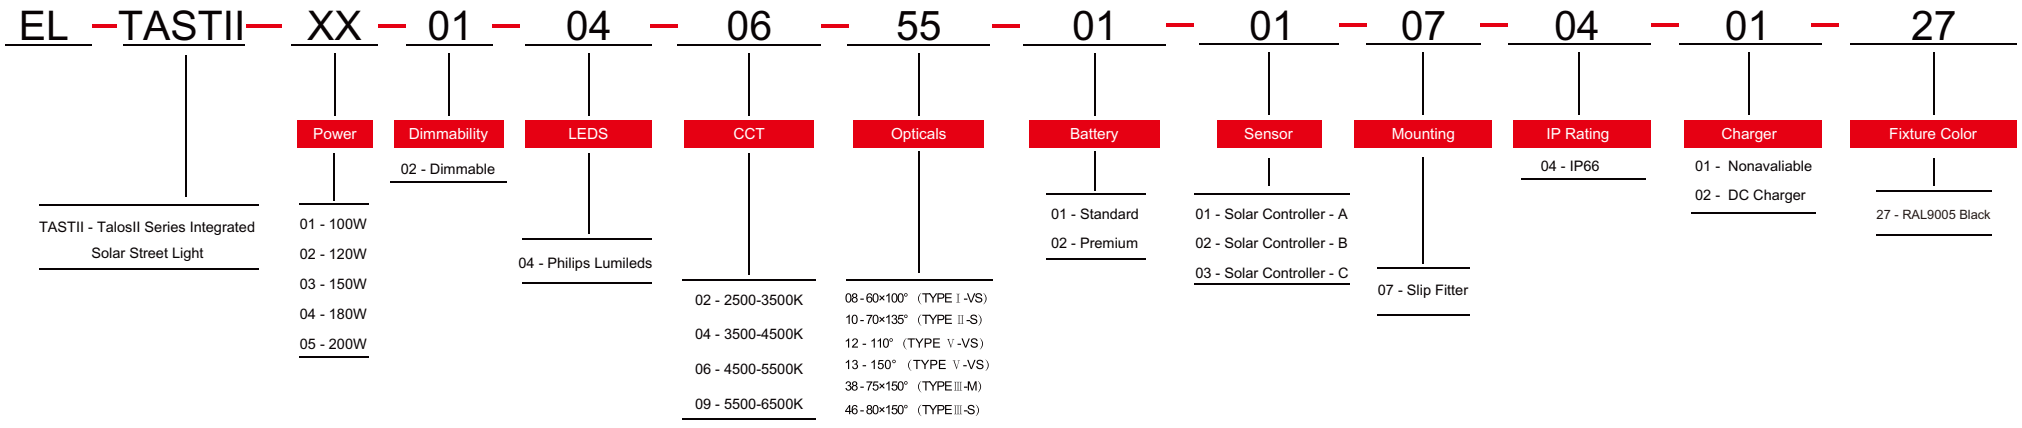 EL — TASTII — XX — 01 — 04 — 06 — 55 — 01 — 01 — 07 — 04 — 01 — 27
Power
Dimmability
LEDS
CCT
Opticals
Battery
Sensor
Mounting
IP Rating
Charger
Fixture Color
TASTII - TalosII Series Integrated
Solar Street Light
01 - 100W
02 - 120W
03 - 150W
04 - 180W
05 - 200W
02 - Dimmable
04 - Philips Lumileds
02 - 2500-3500K
04 - 3500-4500K
06 - 4500-5500K
09 - 5500-6500K
08 - 60×100° (TYPE Ⅰ-VS)
10 - 70×135° (TYPE Ⅱ-S)
12 - 110° (TYPE Ⅴ-VS)
13 - 150° (TYPE Ⅴ-VS)
38 - 75×150° (TYPE Ⅲ-M)
46 - 80×150° (TYPE Ⅲ-S)
01 - Standard
02 - Premium
01 - Solar Controller - A
02 - Solar Controller - B
03 - Solar Controller - C
07 - Slip Fitter
04 - IP66
01 - Nonavaliable
02 - DC Charger
27 - RAL9005 Black